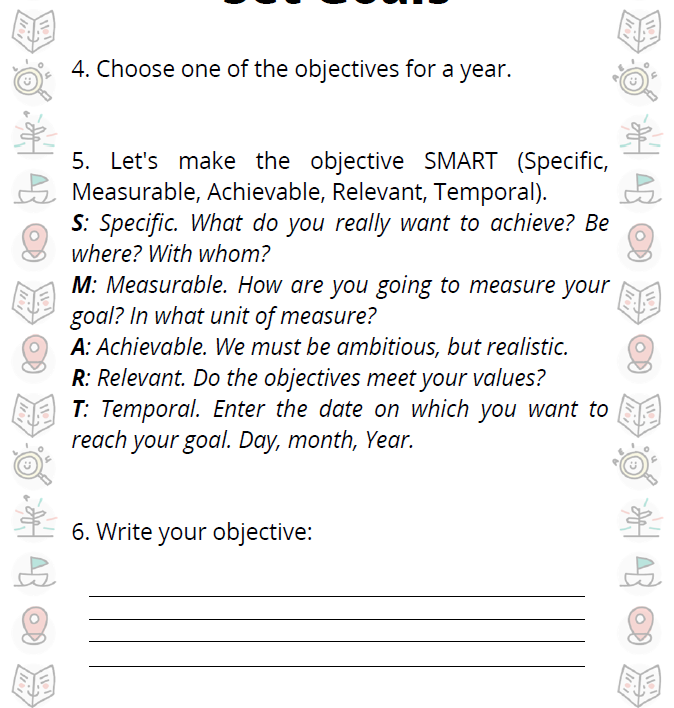 Set Goals
4. Choose one of the objectives for a year.
5. Let's make the objective SMART (Specific,
Measurable, Achievable, Relevant, Temporal).
S: Specific. What do you really want to achieve? Be
where? With whom?
M: Measurable. How are you going to measure your
goal? In what unit of measure?
A: Achievable. We must be ambitious, but realistic.
R: Relevant. Do the objectives meet your values?
T: Temporal. Enter the date on which you want to
reach your goal. Day, month, Year.
6. Write your objective: